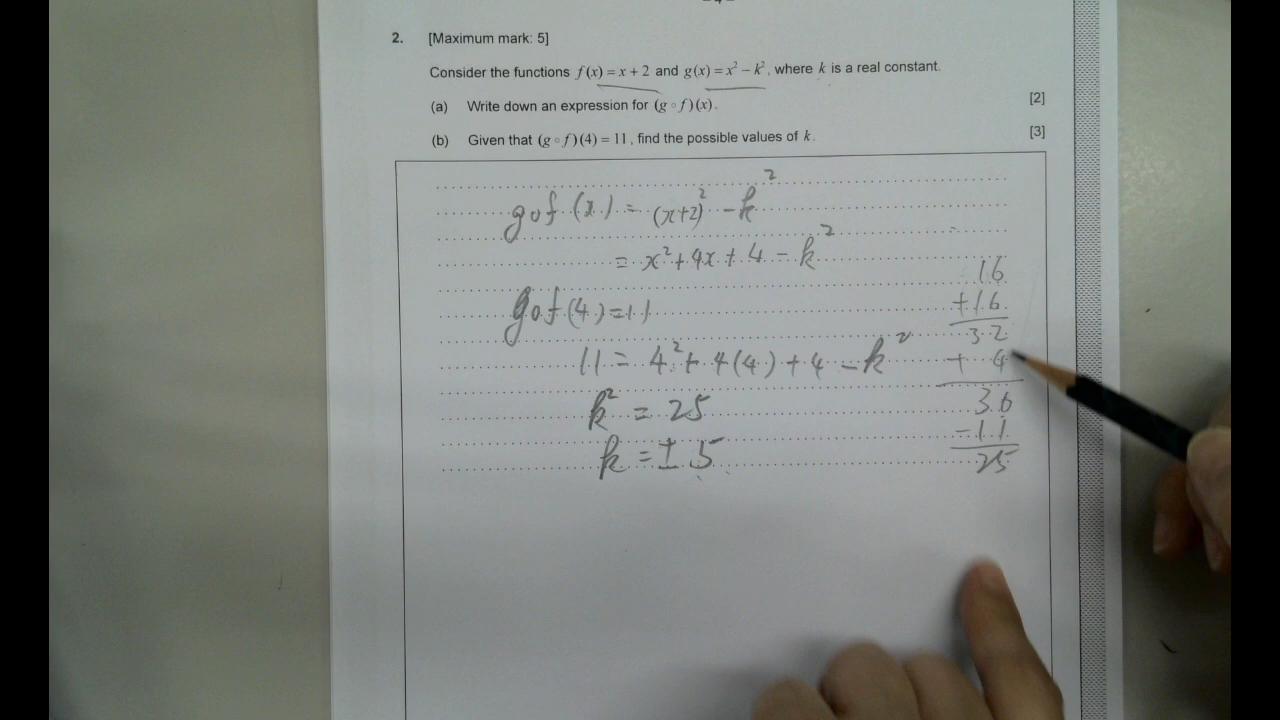 2. [Maximum mark: 5]
Consider the functions f(x) = x + 2 and g(x) = x² − k², where k is a real constant.
(a) Write down an expression for (g ∘ f)(x). [2]
(b) Given that (g ∘ f)(4) = 11, find the possible values of k. [3]
gof (x) = (x+2)² - k²
= x² + 4x + 4 - k²
gof(4) = 11
11 = 4² + 4(4) + 4 - k²
k² = 25
k = ± 5
16
+16
32
+ 4
36
-11
25